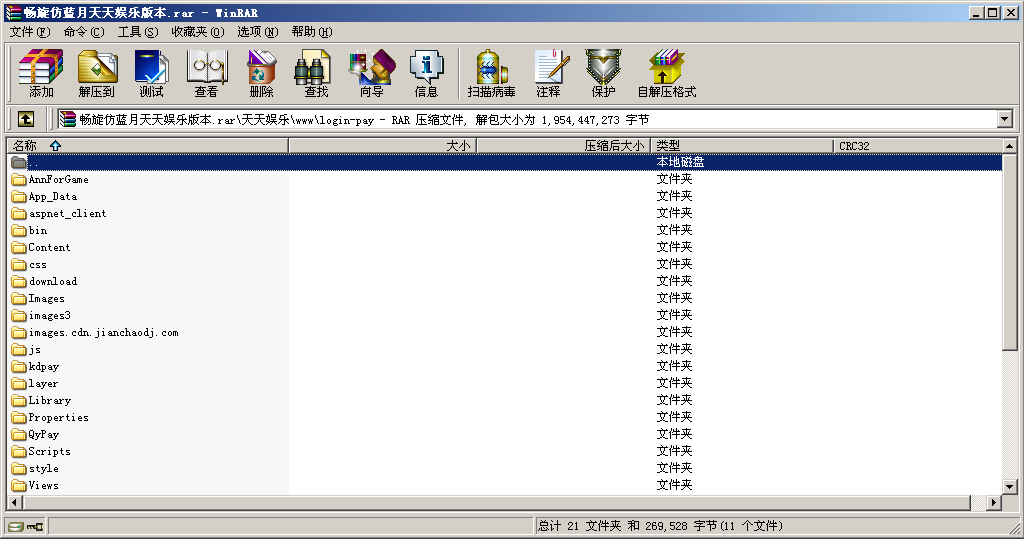 畅旋仿蓝月天天娱乐版本.rar - WinRAR
文件(F) 命令(C) 工具(S) 收藏夹(O) 选项(N) 帮助(H)
添加 解压到 测试 查看 删除 查找 向导 信息 扫描病毒 注释 保护 自解压格式
畅旋仿蓝月天天娱乐版本.rar\天天娱乐\www\login-pay - RAR 压缩文件, 解包大小为 1,954,447,273 字节
名称 大小 压缩后大小 类型 CRC32
.. 本地磁盘
AnnForGame 文件夹
App_Data 文件夹
aspnet_client 文件夹
bin 文件夹
Content 文件夹
css 文件夹
download 文件夹
Images 文件夹
images3 文件夹
images.cdn.jianchaodj.com 文件夹
js 文件夹
kdpay 文件夹
layer 文件夹
Library 文件夹
Properties 文件夹
QyPay 文件夹
Scripts 文件夹
style 文件夹
Views 文件夹
总计 21 文件夹 和 269,528 字节(11 个文件)